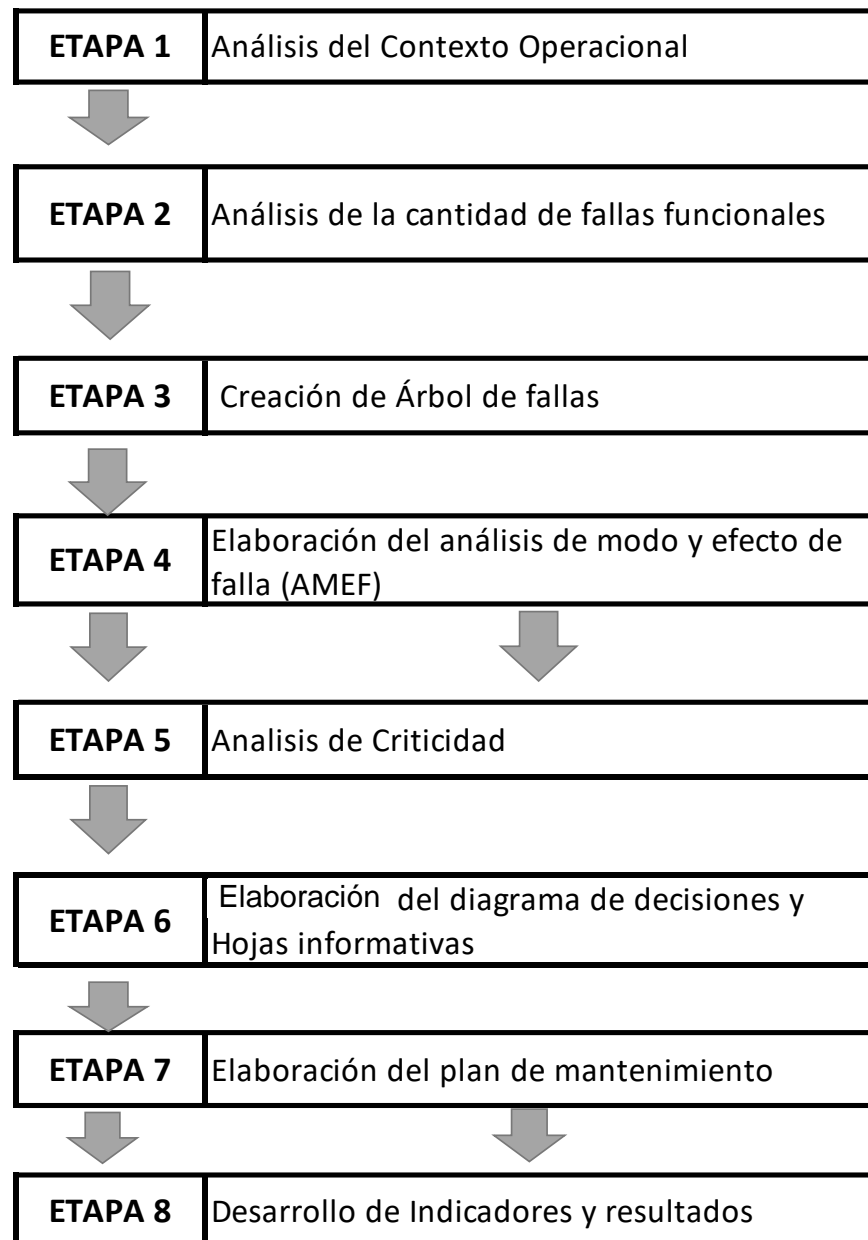 ETAPA 1 Análisis del Contexto Operacional
ETAPA 2 Análisis de la cantidad de fallas funcionales
ETAPA 3 Creación de Árbol de fallas
ETAPA 4 Elaboración del análisis de modo y efecto de
falla (AMEF)
ETAPA 5 Analisis de Criticidad
ETAPA 6 Elaboración del diagrama de decisiones y
Hojas informativas
ETAPA 7 Elaboración del plan de mantenimiento
ETAPA 8 Desarrollo de Indicadores y resultados